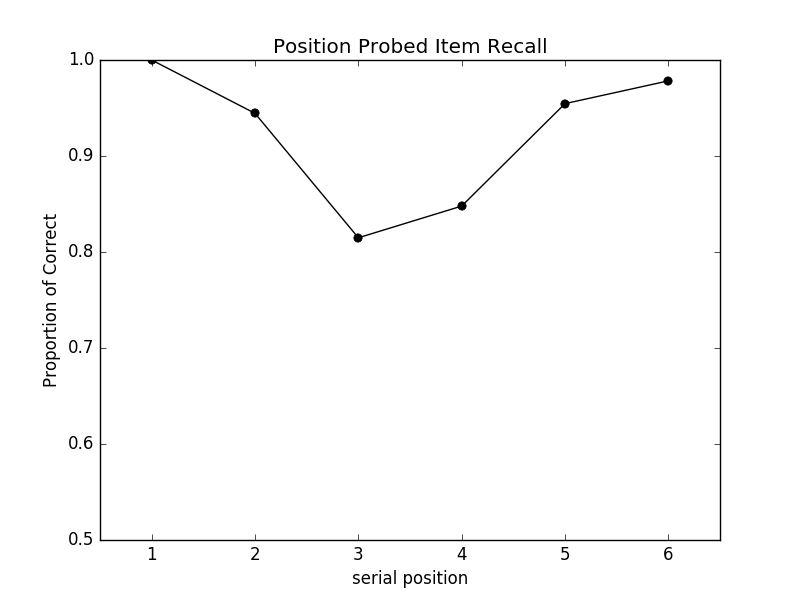 Position Probed Item Recall
1.0
0.9
0.8
0.7
0.6
0.5
Proportion of Correct
1 2 3 4 5 6
serial position